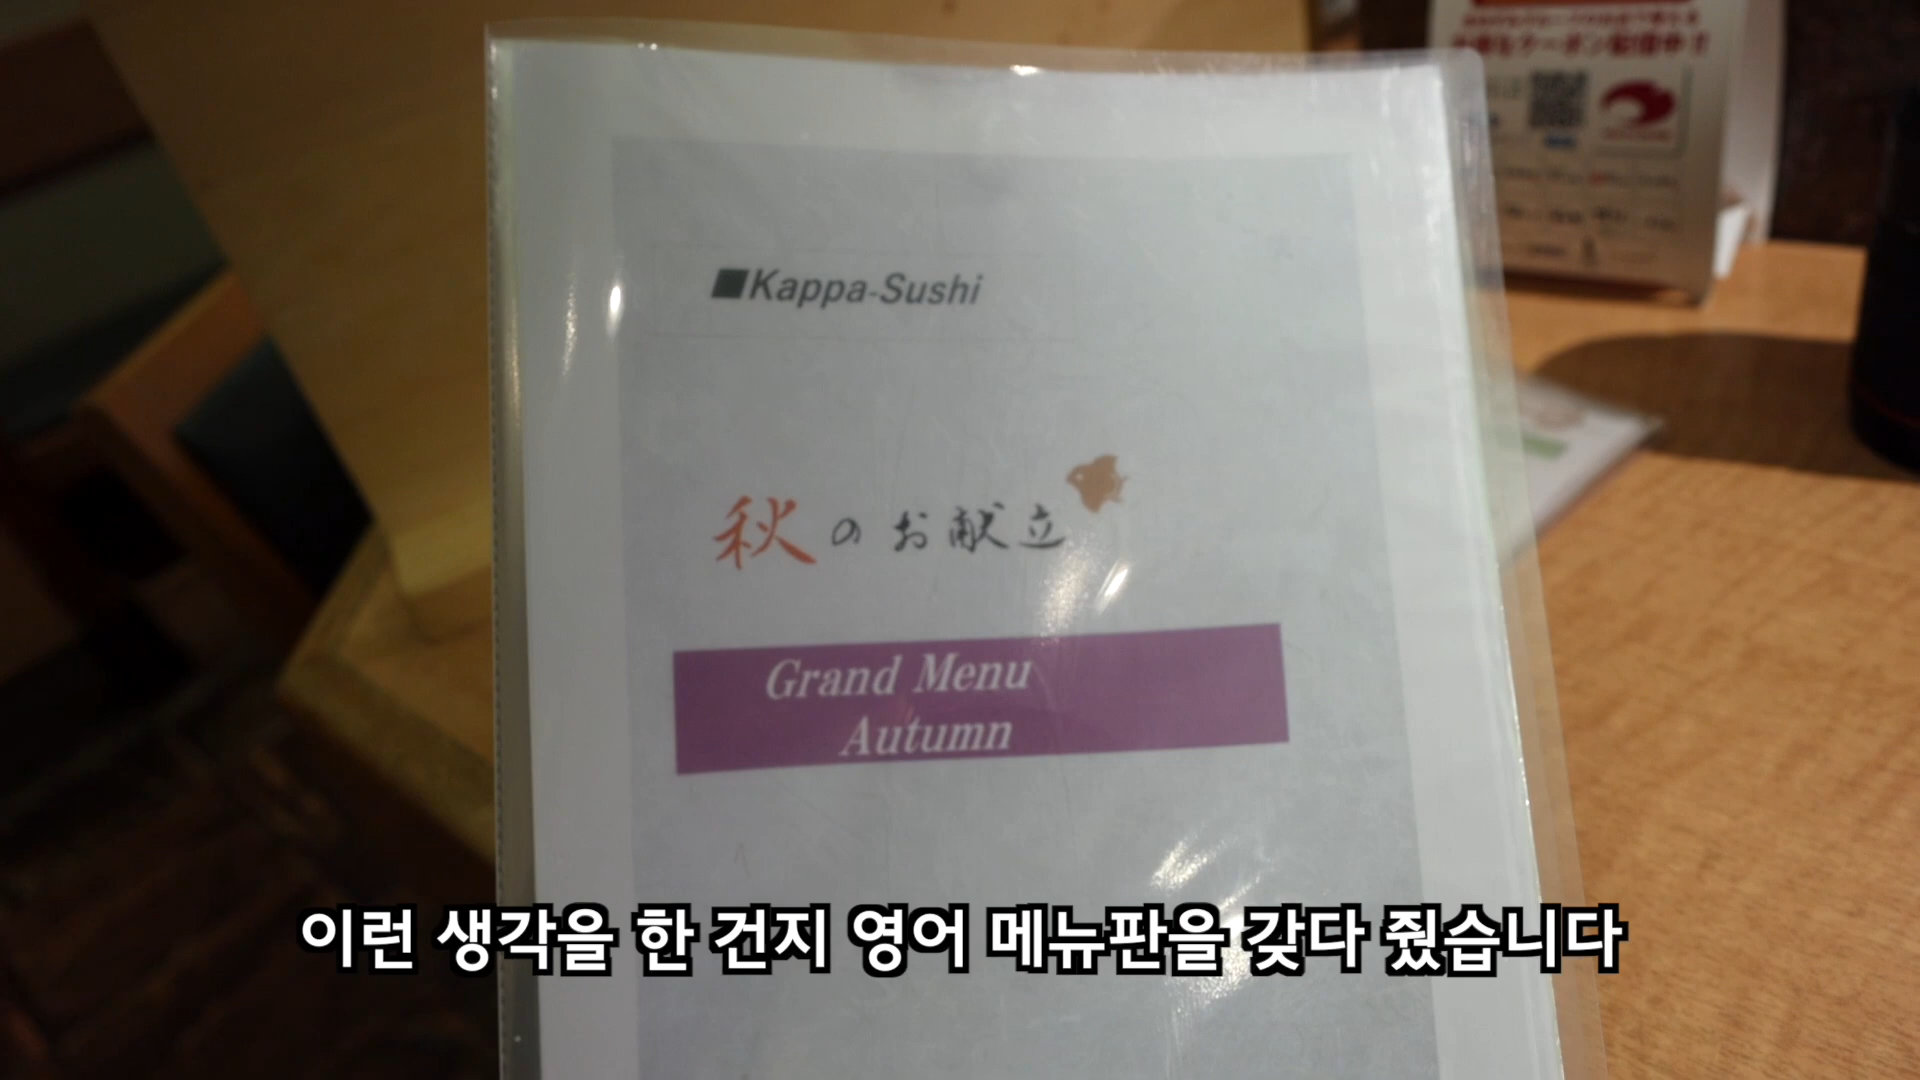 ■Kappa-Sushi
秋のお献立
Grand Menu
Autumn
이런 생각을 한 건지 영어 메뉴판을 갖다 줬습니다